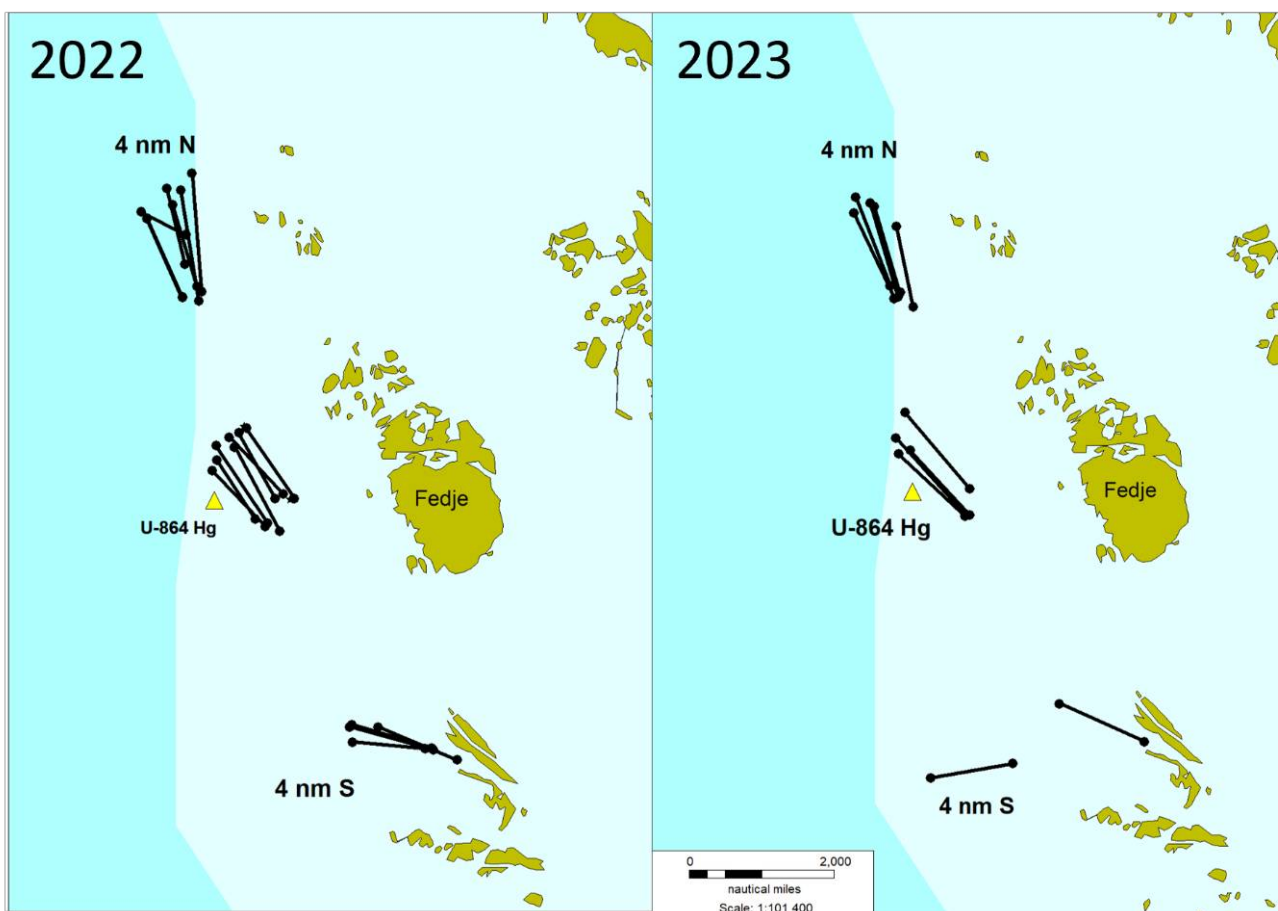 2022
4 nm N
Fedje
U-864 Hg
4 nm S
2023
4 nm N
Fedje
U-864 Hg
4 nm S
0 2,000
nautical miles
Scale: 1:101 400